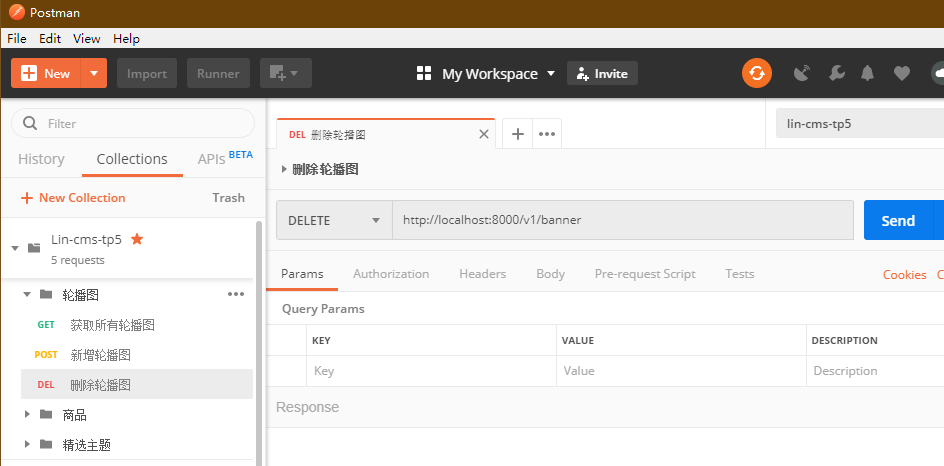 Postman
File Edit View Help
New Import Runner My Workspace Invite
Filter
History Collections APIs BETA
New Collection Trash
Lin-cms-tp5
5 requests
轮播图
GET 获取所有轮播图
POST 新增轮播图
DEL 删除轮播图
商品
精选主题
DEL 删除轮播图
lin-cms-tp5
删除轮播图
DELETE http://localhost:8000/v1/banner Send
Params Authorization Headers Body Pre-request Script Tests Cookies C
Query Params
KEY VALUE DESCRIPTION
Key Value Description
Response